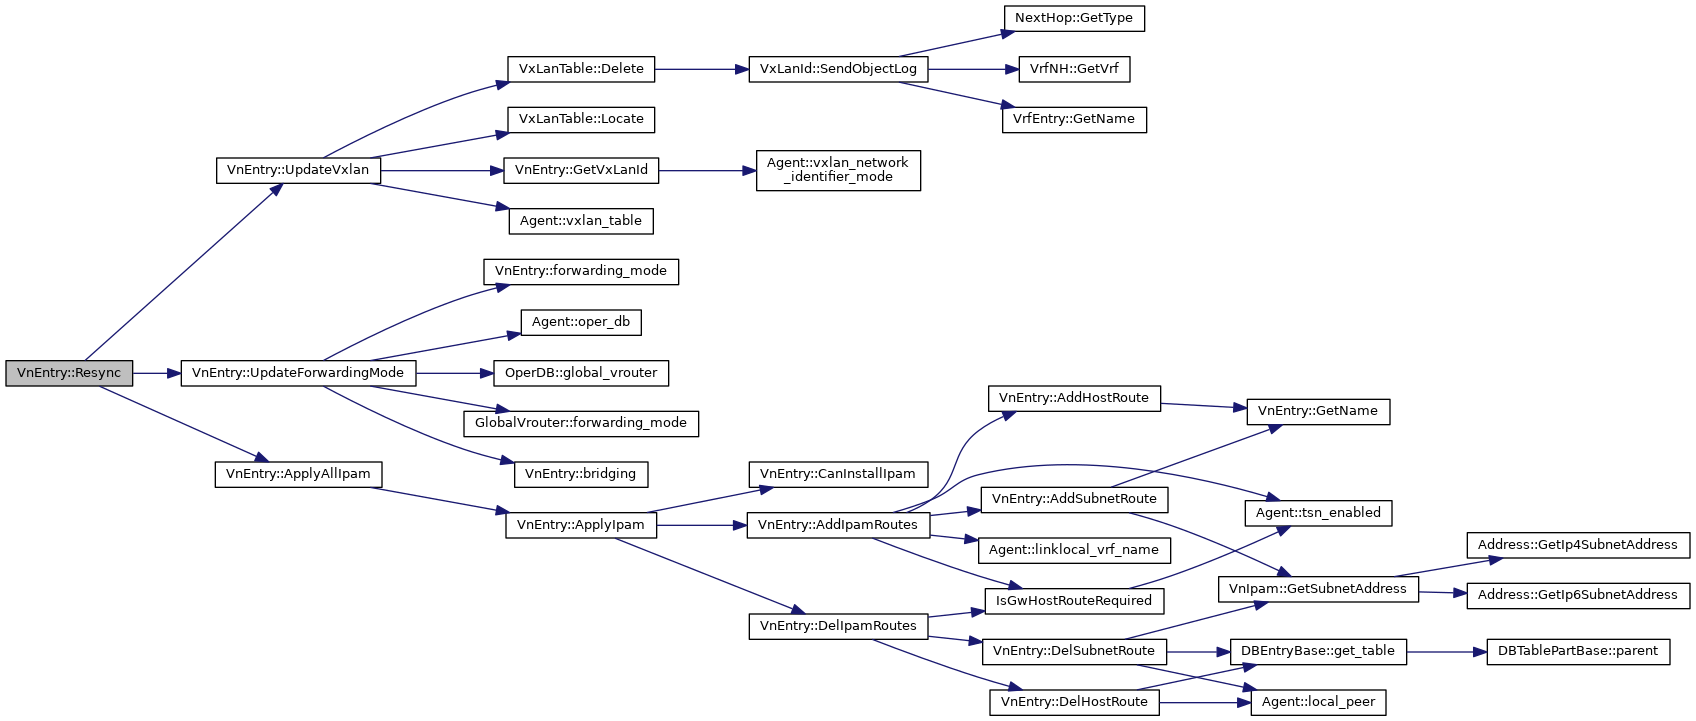 NextHop::GetType
VxLanTable::Delete
VxLanId::SendObjectLog
VrfNH::GetVrf
VxLanTable::Locate
VrfEntry::GetName
VnEntry::UpdateVxlan
VnEntry::GetVxLanId
Agent::vxlan_network
_identifier_mode
Agent::vxlan_table
VnEntry::forwarding_mode
Agent::oper_db
VnEntry::Resync
VnEntry::UpdateForwardingMode
OperDB::global_vrouter
GlobalVrouter::forwarding_mode
VnEntry::AddHostRoute
VnEntry::GetName
VnEntry::ApplyAllIpam
VnEntry::bridging
VnEntry::CanInstallIpam
VnEntry::AddSubnetRoute
Agent::tsn_enabled
VnEntry::ApplyIpam
VnEntry::AddIpamRoutes
Agent::linklocal_vrf_name
Address::GetIp4SubnetAddress
IsGwHostRouteRequired
VnIpam::GetSubnetAddress
Address::GetIp6SubnetAddress
VnEntry::DelIpamRoutes
VnEntry::DelSubnetRoute
DBEntryBase::get_table
DBTablePartBase::parent
VnEntry::DelHostRoute
Agent::local_peer